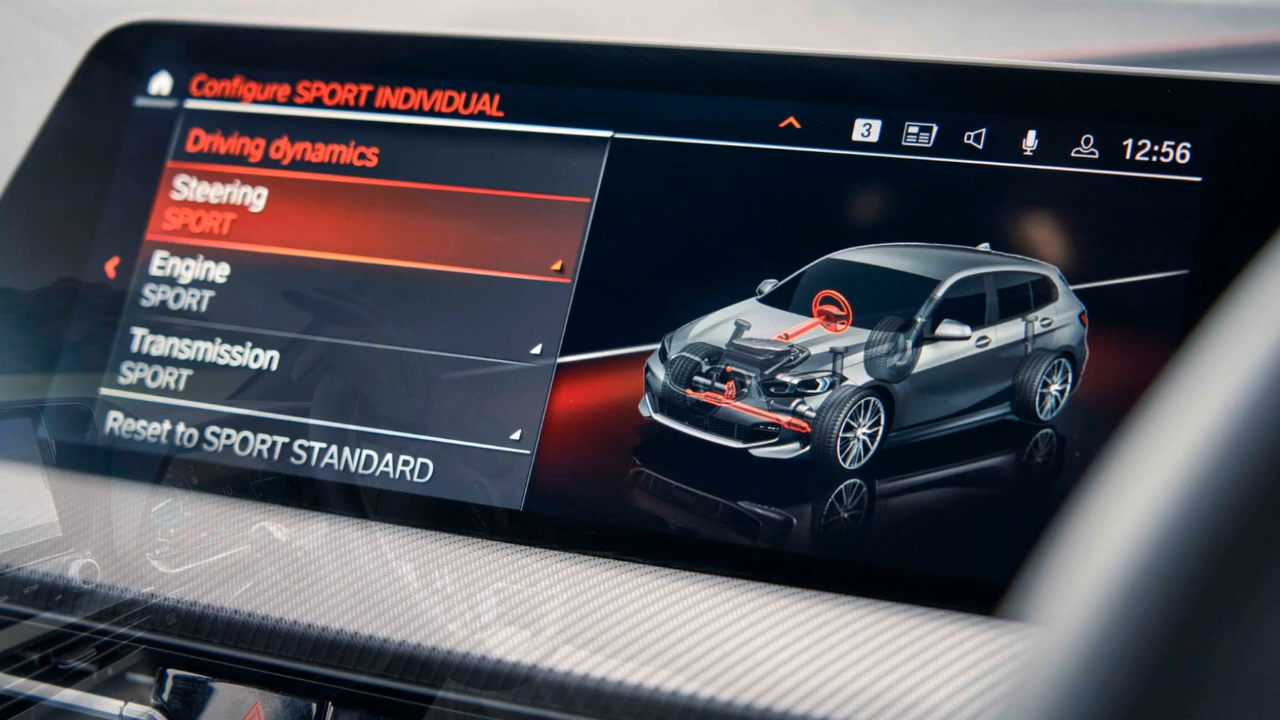 Configure SPORT INDIVIDUAL
3
12:56
Driving dynamics
Steering
SPORT
Engine
SPORT
Transmission
SPORT
Reset to SPORT STANDARD